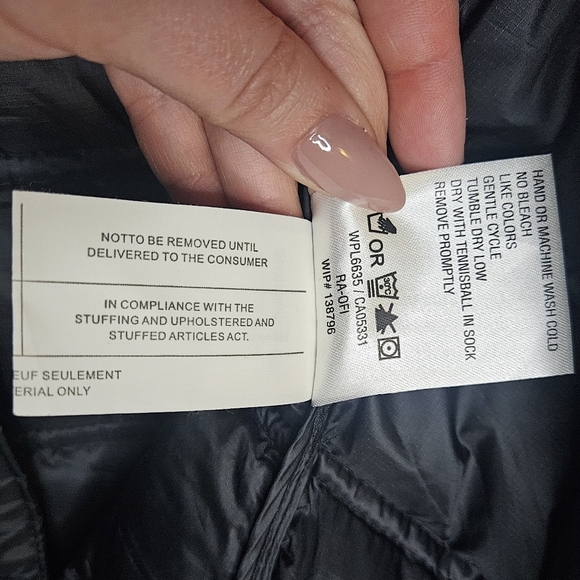 NOTTO BE REMOVED UNTIL
DELIVERED TO THE CONSUMER
IN COMPLIANCE WITH THE
STUFFING AND UPHOLSTERED AND
STUFFED ARTICLES ACT.
EUF SEULEMENT
ERIAL ONLY
HAND OR MACHINE WASH COLD
NO BLEACH
LIKE COLORS
GENTLE CYCLE
TUMBLE DRY LOW
DRY WITH TENNISBALL IN SOCK
REMOVE PROMPTLY
OR 30°C
WPL6635 / CA05331
RA-OFI
WIP# 138796